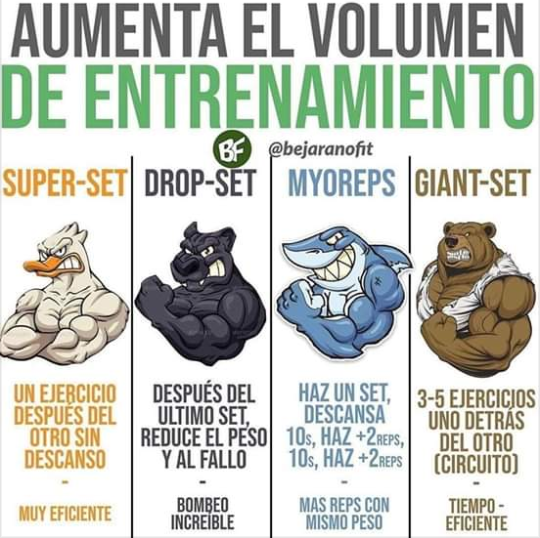 AUMENTA EL VOLUMEN
DE ENTRENAMIENTO
BF @bejaranofit
SUPER-SET
UN EJERCICIO
DESPUÉS DEL
OTRO SIN
DESCANSO
-
MUY EFICIENTE
DROP-SET
DESPUÉS DEL
ULTIMO SET,
REDUCE EL PESO
Y AL FALLO
-
BOMBEO
INCREÍBLE
MYOREPS
HAZ UN SET,
DESCANSA
10s, HAZ +2REPS,
10s, HAZ +2REPS
-
MAS REPS CON
MISMO PESO
GIANT-SET
3-5 EJERCICIOS
UNO DETRÁS
DEL OTRO
(CIRCUITO)
-
TIEMPO -
EFICIENTE